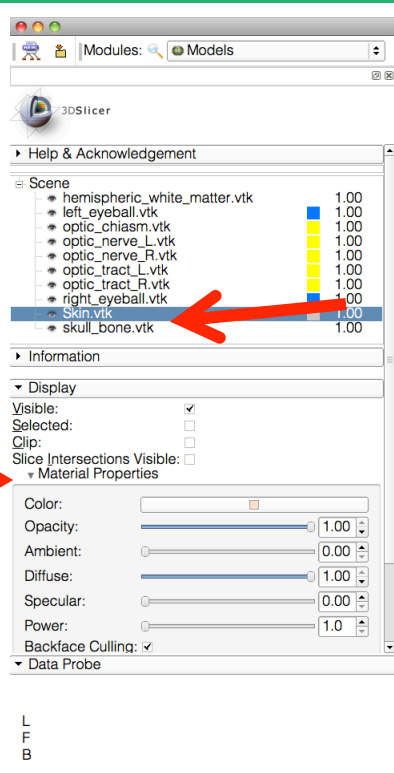 Modules: Models
3DSlicer
Help & Acknowledgement
Scene
hemispheric_white_matter.vtk 1.00
left_eyeball.vtk 1.00
optic_chiasm.vtk 1.00
optic_nerve_L.vtk 1.00
optic_nerve_R.vtk 1.00
optic_tract_L.vtk 1.00
optic_tract_R.vtk 1.00
right_eyeball.vtk 1.00
Skin.vtk 1.00
skull_bone.vtk 1.00
Information
Display
Visible:
Selected:
Clip:
Slice Intersections Visible:
Material Properties
Color:
Opacity: 1.00
Ambient: 0.00
Diffuse: 1.00
Specular: 0.00
Power: 1.0
Backface Culling:
Data Probe
L
F
B